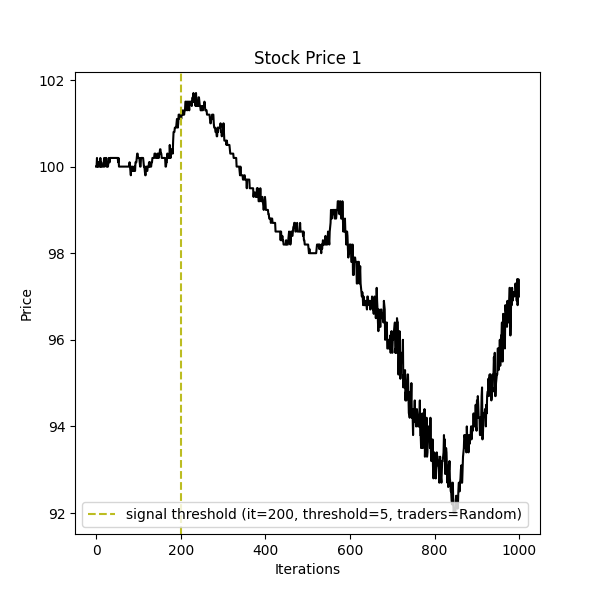 Stock Price 1
102
100
98
96
94
92
Price
signal threshold (it=200, threshold=5, traders=Random)
0 200 400 600 800 1000
Iterations